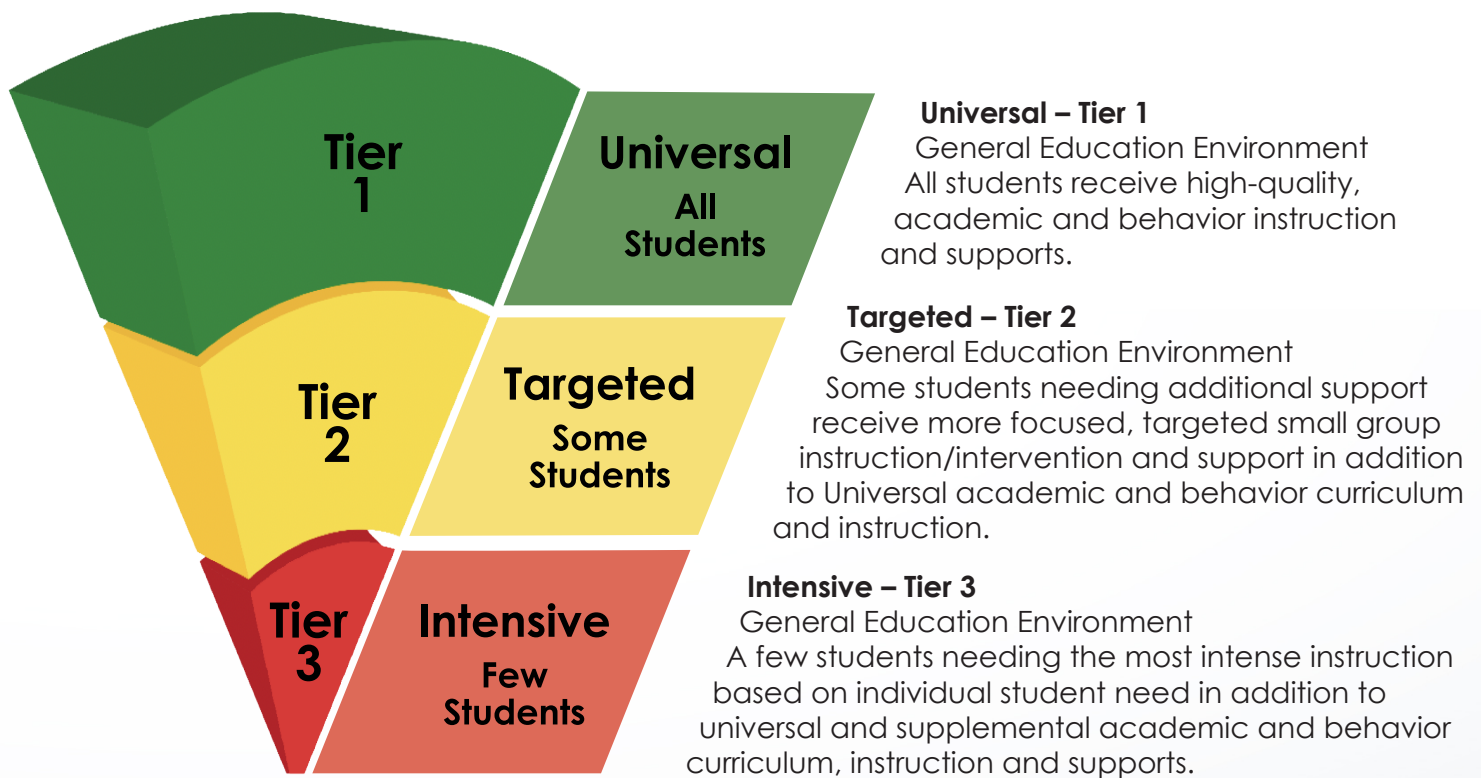 Tier
1
Universal
All
Students
Universal – Tier 1
General Education Environment
All students receive high-quality,
academic and behavior instruction
and supports.
Tier
2
Targeted
Some
Students
Targeted – Tier 2
General Education Environment
Some students needing additional support
receive more focused, targeted small group
instruction/intervention and support in addition
to Universal academic and behavior curriculum
and instruction.
Tier
3
Intensive
Few
Students
Intensive – Tier 3
General Education Environment
A few students needing the most intense instruction
based on individual student need in addition to
universal and supplemental academic and behavior
curriculum, instruction and supports.